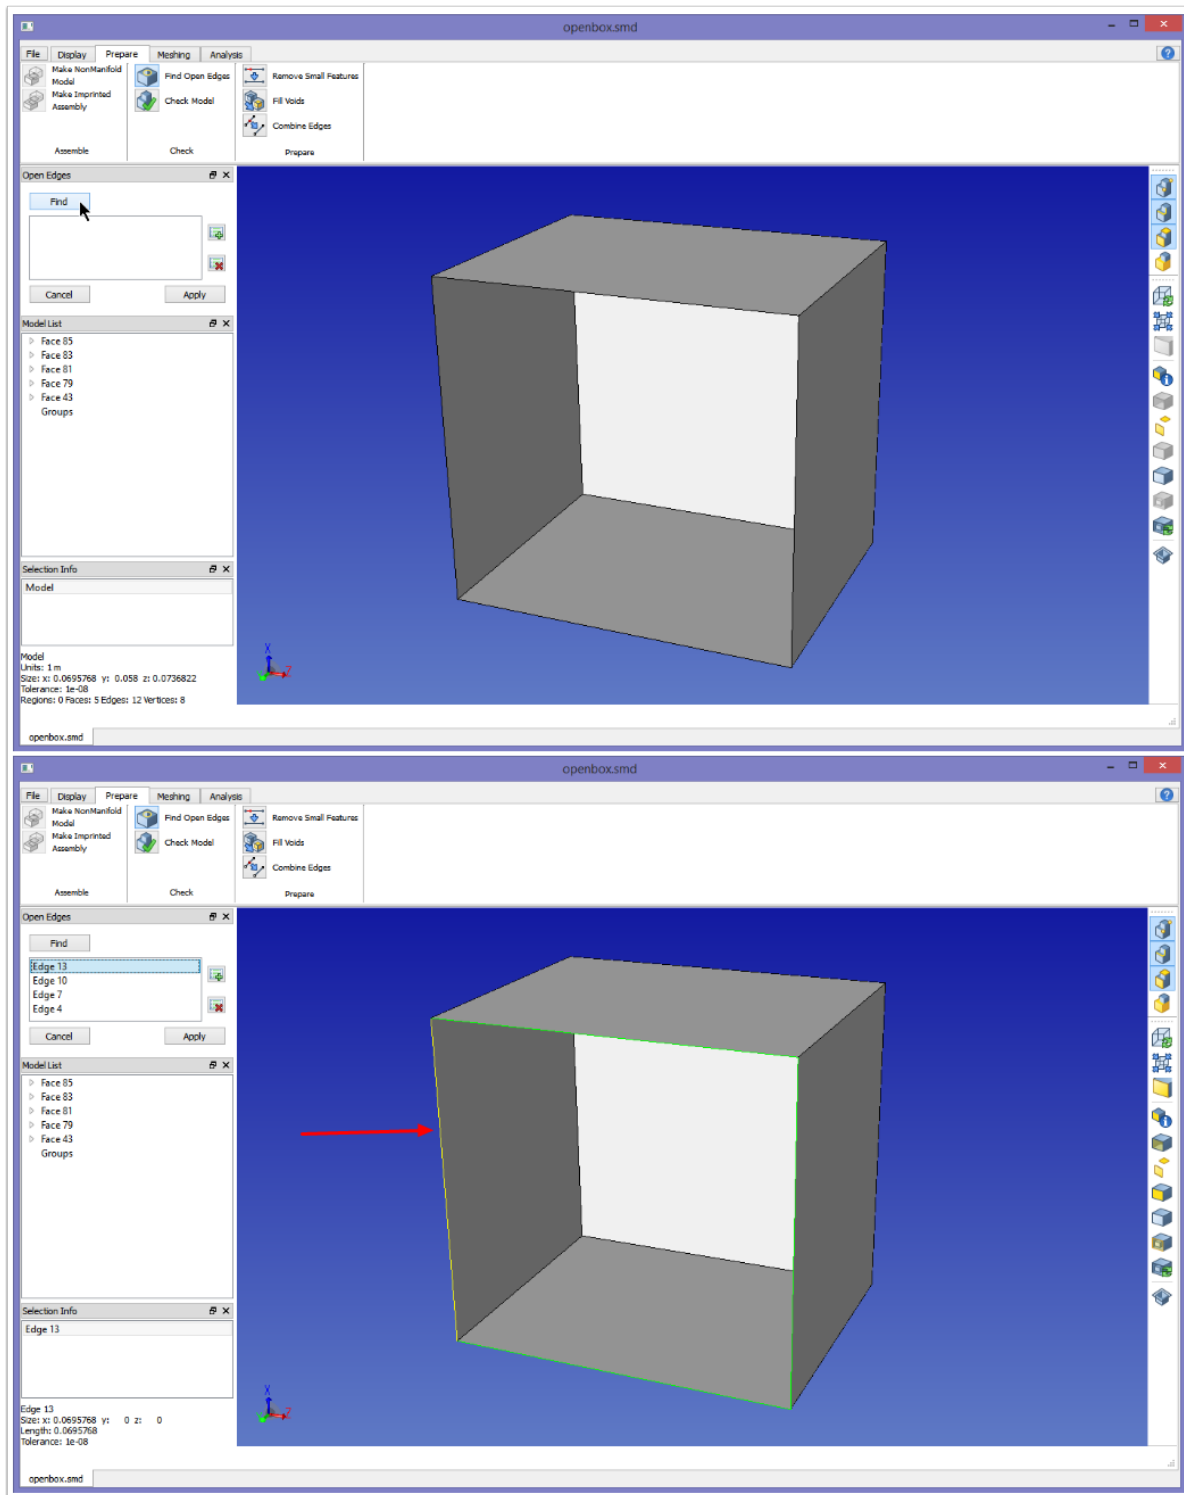 openbox.smd
File Display Prepare Meshing Analysis
Make NonManifold
Model
Make Imprinted
Assembly
Assemble
Find Open Edges
Check Model
Check
Remove Small Features
Fill Voids
Combine Edges
Prepare
Open Edges
Find
Cancel Apply
Model List
Face 85
Face 83
Face 81
Face 79
Face 43
Groups
Selection Info
Model
Model
Units: 1 m
Size: x: 0.0695768 y: 0.058 z: 0.0736822
Tolerance: 1e-08
Regions: 0 Faces: 5 Edges: 12 Vertices: 8
X
Z
openbox.smd
openbox.smd
File Display Prepare Meshing Analysis
Make NonManifold
Model
Make Imprinted
Assembly
Assemble
Find Open Edges
Check Model
Check
Remove Small Features
Fill Voids
Combine Edges
Prepare
Open Edges
Find
Edge 13
Edge 10
Edge 7
Edge 4
Cancel Apply
Model List
Face 85
Face 83
Face 81
Face 79
Face 43
Groups
Selection Info
Edge 13
Edge 13
Size: x: 0.0695768 y: 0 z: 0
Length: 0.0695768
Tolerance: 1e-08
X
Z
openbox.smd